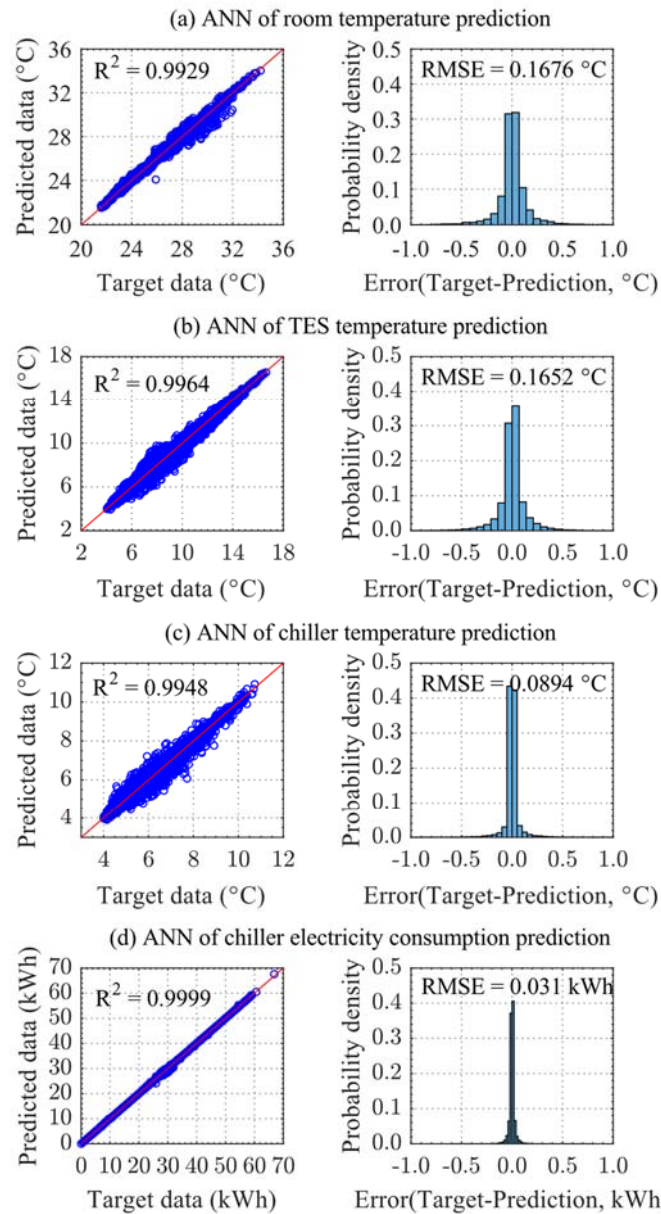 (a) ANN of room temperature prediction
Predicted data (°C)
36
32
28
24
20
R² = 0.9929
20 24 28 32 36
Target data (°C)
Probability density
0.5
0.4
0.3
0.2
0.1
0.0
RMSE = 0.1676 °C
-1.0 -0.5 0.0 0.5 1.0
Error(Target-Prediction, °C)
(b) ANN of TES temperature prediction
Predicted data (°C)
18
14
10
6
2
R² = 0.9964
2 6 10 14 18
Target data (°C)
Probability density
0.5
0.4
0.3
0.2
0.1
0.0
RMSE = 0.1652 °C
-1.0 -0.5 0.0 0.5 1.0
Error(Target-Prediction, °C)
(c) ANN of chiller temperature prediction
Predicted data (°C)
12
10
8
6
4
R² = 0.9948
4 6 8 10 12
Target data (°C)
Probability density
0.5
0.4
0.3
0.2
0.1
0.0
RMSE = 0.0894 °C
-1.0 -0.5 0.0 0.5 1.0
Error(Target-Prediction, °C)
(d) ANN of chiller electricity consumption prediction
Predicted data (kWh)
70
60
50
40
30
20
10
0
R² = 0.9999
0 10 20 30 40 50 60 70
Target data (kWh)
Probability density
0.5
0.4
0.3
0.2
0.1
0.0
RMSE = 0.031 kWh
-1.0 -0.5 0.0 0.5 1.0
Error(Target-Prediction, kWh